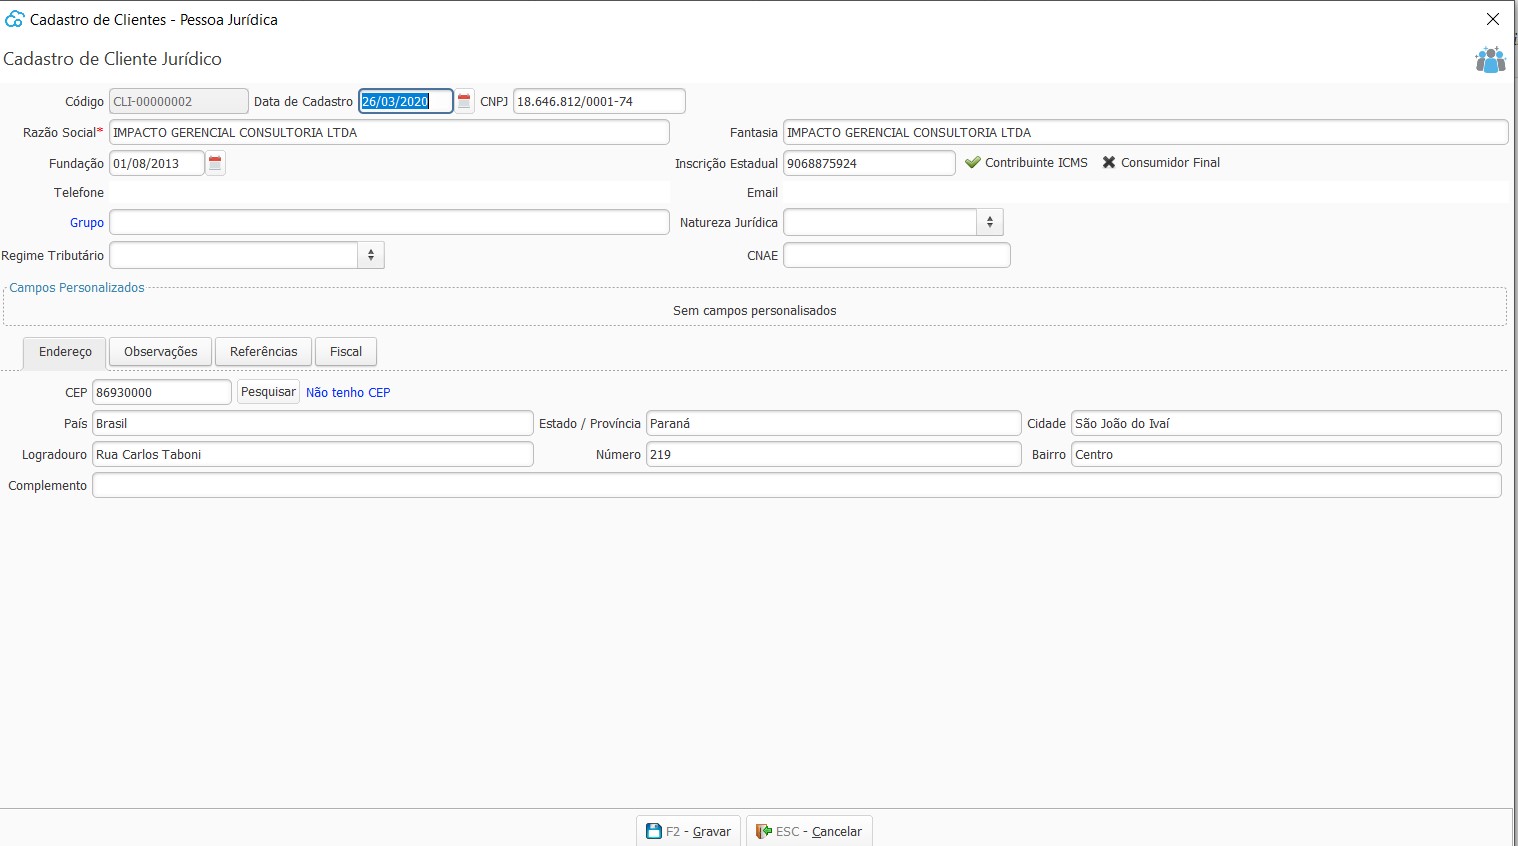 Cadastro de Clientes - Pessoa Jurídica
Cadastro de Cliente Jurídico
Código CLI-00000002 Data de Cadastro 26/03/2020 CNPJ 18.646.812/0001-74
Razão Social* IMPACTO GERENCIAL CONSULTORIA LTDA Fantasia IMPACTO GERENCIAL CONSULTORIA LTDA
Fundação 01/08/2013 Inscrição Estadual 9068875924 Contribuinte ICMS Consumidor Final
Telefone Email
Grupo Natureza Jurídica
Regime Tributário CNAE
Campos Personalizados
Sem campos personalisados
Endereço Observações Referências Fiscal
CEP 86930000 Pesquisar Não tenho CEP
País Brasil Estado / Província Paraná Cidade São João do Ivaí
Logradouro Rua Carlos Taboni Número 219 Bairro Centro
Complemento
F2 - Gravar ESC - Cancelar